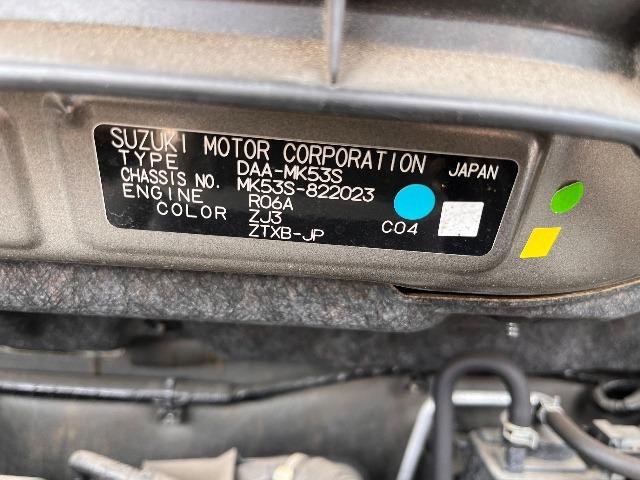 SUZUKI MOTOR CORPORATION JAPAN
TYPE DAA-MK53S
CHASSIS NO. MK53S-822023
ENGINE R06A
COLOR ZJ3
ZTXB-JP C04